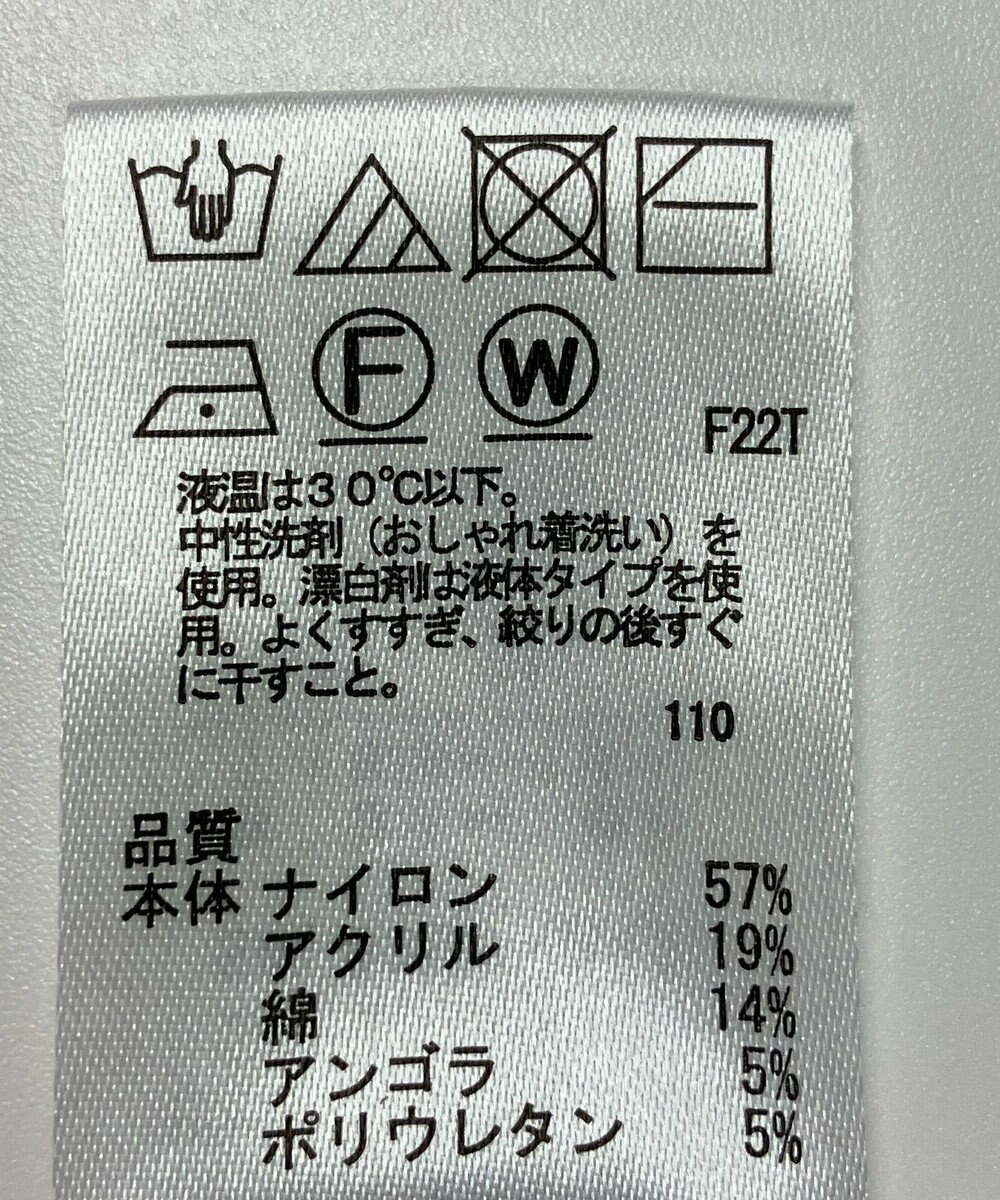 F W
F22T
液温は30℃以下。
中性洗剤（おしゃれ着洗い）を
使用。漂白剤は液体タイプを使
用。よくすすぎ、絞りの後すぐ
に干すこと。
110
品質
本体 ナイロン 57%
アクリル 19%
綿 14%
アンゴラ 5%
ポリウレタン 5%